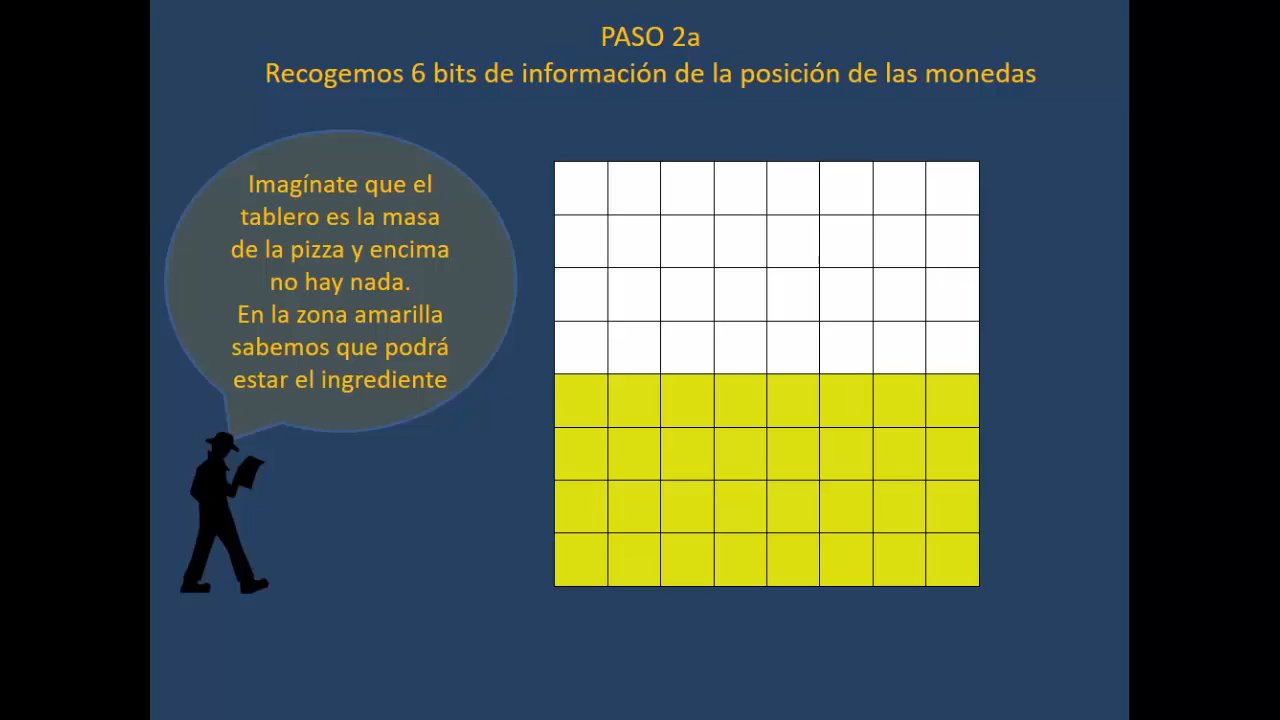 PASO 2a
Recogemos 6 bits de información de la posición de las monedas
Imagínate que el
tablero es la masa
de la pizza y encima
no hay nada.
En la zona amarilla
sabemos que podrá
estar el ingrediente